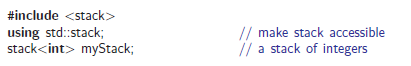 #include <stack>
using std::stack; // make stack accessible
stack<int> myStack; // a stack of integers